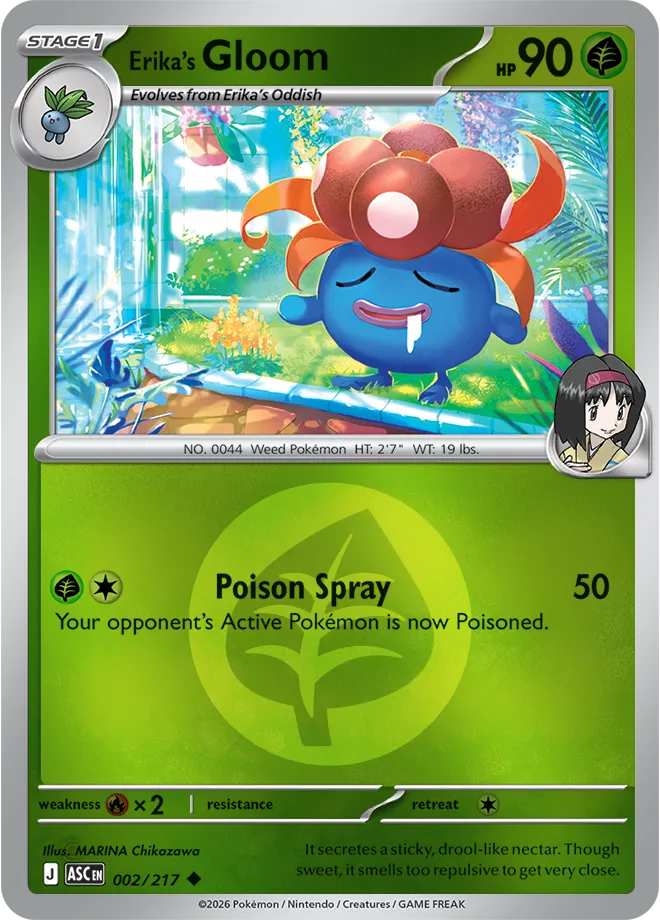 STAGE 1
Erika's Gloom
HP 90
Evolves from Erika's Oddish
NO. 0044 Weed Pokémon HT: 2'7" WT: 19 lbs.
Poison Spray 50
Your opponent's Active Pokémon is now Poisoned.
weakness ×2 resistance retreat
Illus. MARINA Chikazawa
It secretes a sticky, drool-like nectar. Though
sweet, it smells too repulsive to get very close.
J ASC EN 002/217
©2026 Pokémon / Nintendo / Creatures / GAME FREAK